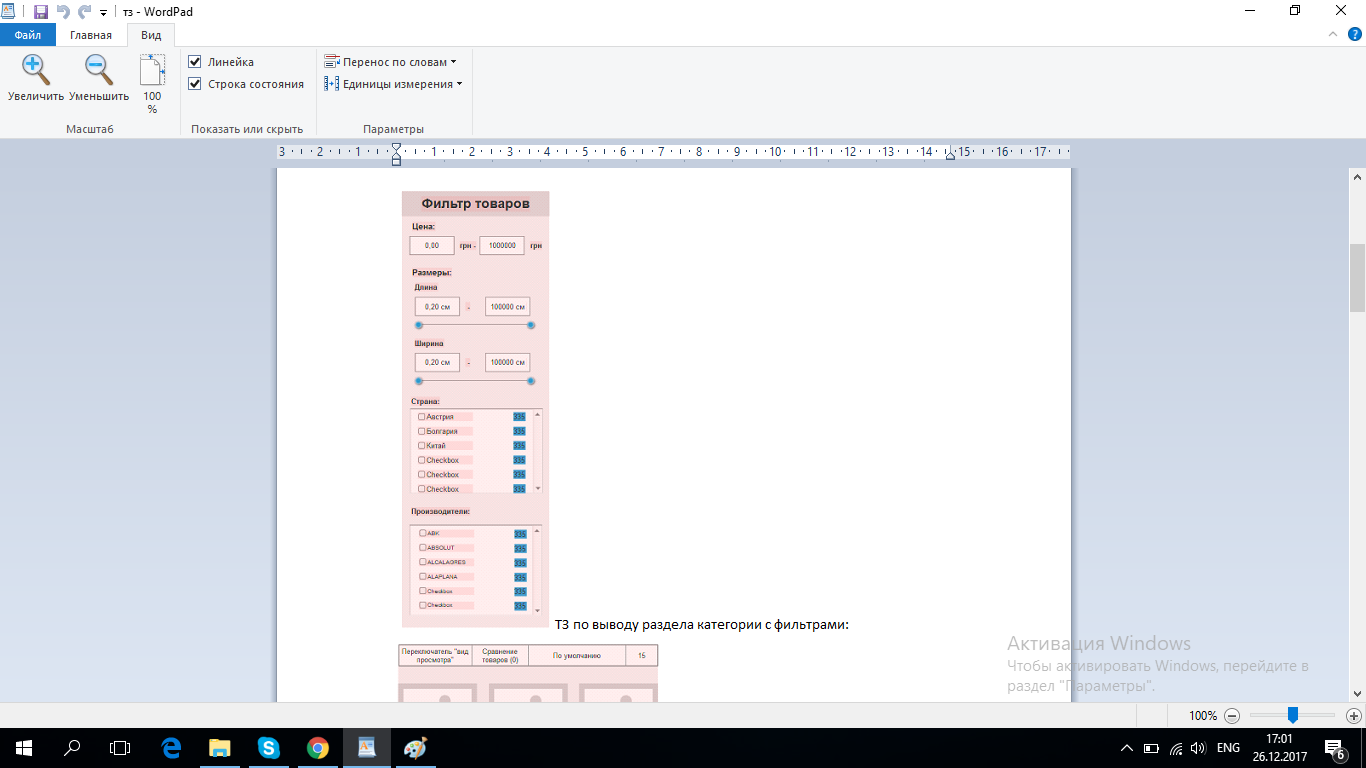 тз - WordPad
Файл Главная Вид
Увеличить Уменьшить 100 %
Линейка
Строка состояния
Перенос по словам
Единицы измерения
Масштаб Показать или скрыть Параметры
3 2 1 1 2 3 4 5 6 7 8 9 10 11 12 13 14 15 16 17
Фильтр товаров
Цена:
0,00 грн - 1000000 грн
Размеры:
Длина
0,20 см - 100000 см
Ширина
0,20 см - 100000 см
Страна:
Австрия 335
Болгария 335
Китай 335
Checkbox 335
Checkbox 335
Checkbox 335
Производители:
АВК 335
ABSOLUT 335
ALCALAGRES 335
ALAPLANA 335
Checkbox 335
Checkbox 335
ТЗ по выводу раздела категории с фильтрами:
Переключатель "вид просмотра" Сравнение товаров (0) По умолчанию 15
Активация Windows
Чтобы активировать Windows, перейдите в
раздел "Параметры".
100%
ENG 17:01
26.12.2017 6